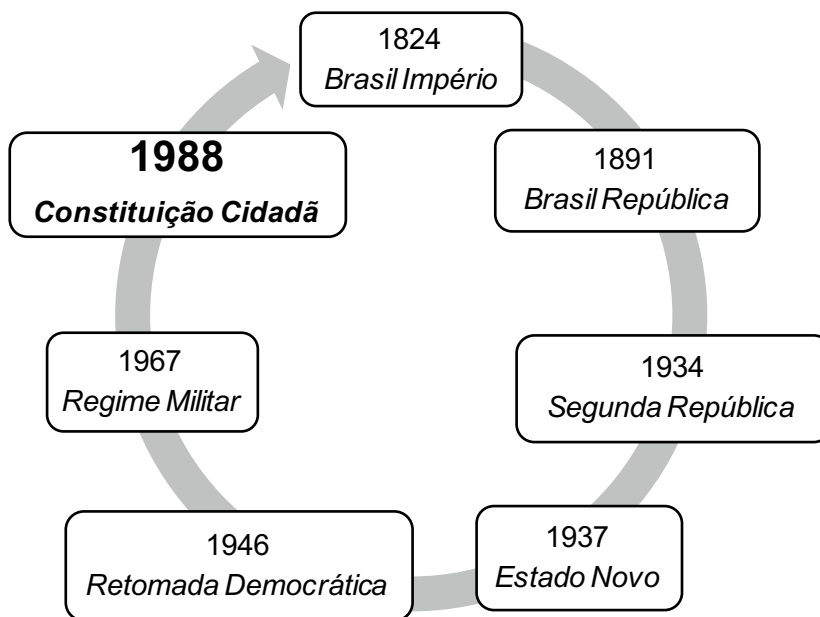 1824
Brasil Império
1891
Brasil República
1934
Segunda República
1937
Estado Novo
1946
Retomada Democrática
1967
Regime Militar
1988
Constituição Cidadã